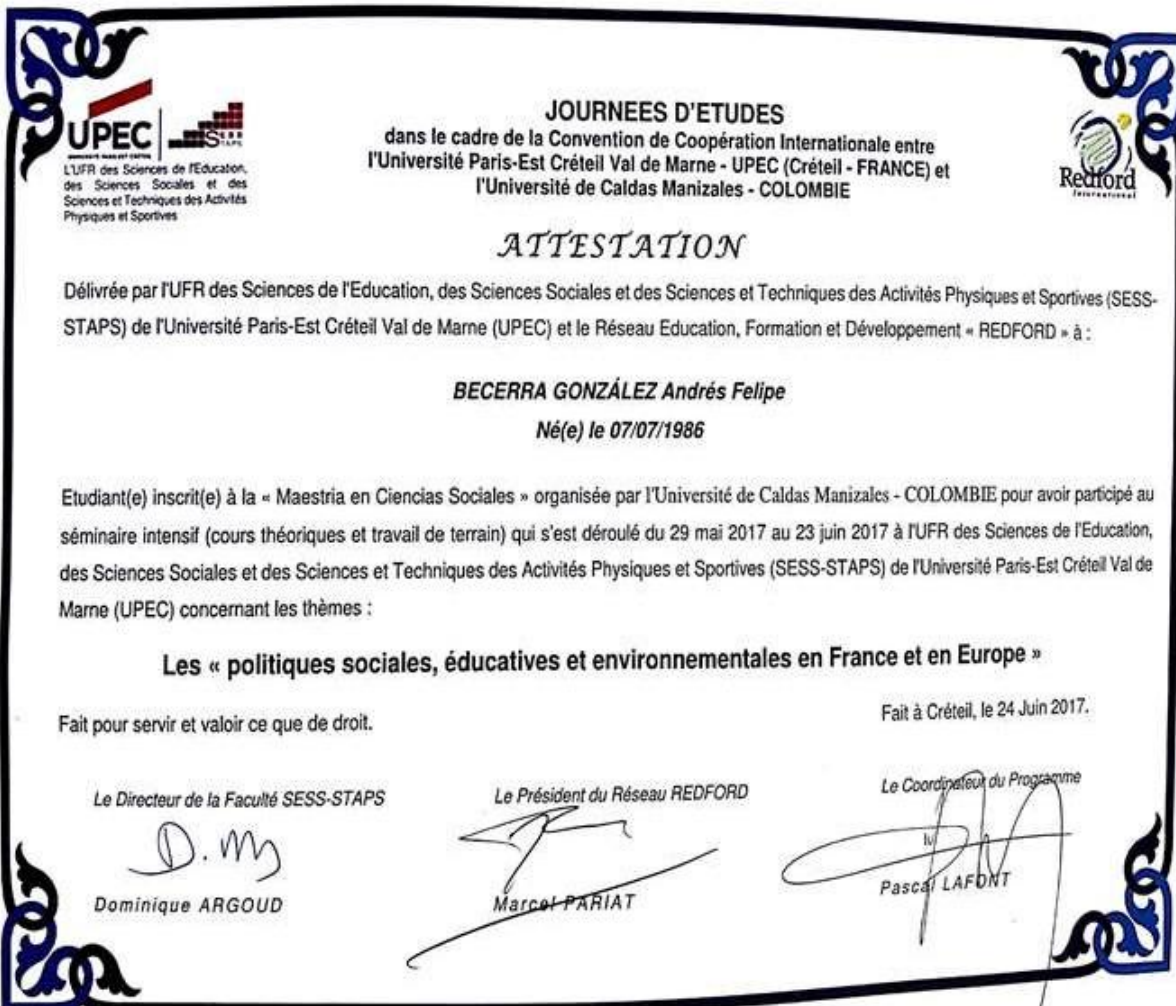 UPEC
UNIVERSITÉ PARIS-EST CRÉTEIL
SESS
STAPS
L'UFR des Sciences de l'Education,
des Sciences Sociales et des
Sciences et Techniques des Activités
Physiques et Sportives
JOURNEES D'ETUDES
dans le cadre de la Convention de Coopération Internationale entre
l'Université Paris-Est Créteil Val de Marne - UPEC (Créteil - FRANCE) et
l'Université de Caldas Manizales - COLOMBIE
Redford
International
ATTESTATION
Délivrée par l'UFR des Sciences de l'Education, des Sciences Sociales et des Sciences et Techniques des Activités Physiques et Sportives (SESS-
STAPS) de l'Université Paris-Est Créteil Val de Marne (UPEC) et le Réseau Education, Formation et Développement « REDFORD » à :
BECERRA GONZÁLEZ Andrés Felipe
Né(e) le 07/07/1986
Etudiant(e) inscrit(e) à la « Maestria en Ciencias Sociales » organisée par l'Université de Caldas Manizales - COLOMBIE pour avoir participé au
séminaire intensif (cours théoriques et travail de terrain) qui s'est déroulé du 29 mai 2017 au 23 juin 2017 à l'UFR des Sciences de l'Education,
des Sciences Sociales et des Sciences et Techniques des Activités Physiques et Sportives (SESS-STAPS) de l'Université Paris-Est Créteil Val de
Marne (UPEC) concernant les thèmes :
Les « politiques sociales, éducatives et environnementales en France et en Europe »
Fait pour servir et valoir ce que de droit.
Fait à Créteil, le 24 Juin 2017.
Le Directeur de la Faculté SESS-STAPS
Le Président du Réseau REDFORD
Le Coordinateur du Programme
Dominique ARGOUD
Marcel PARIAT
Pascal LAFONT